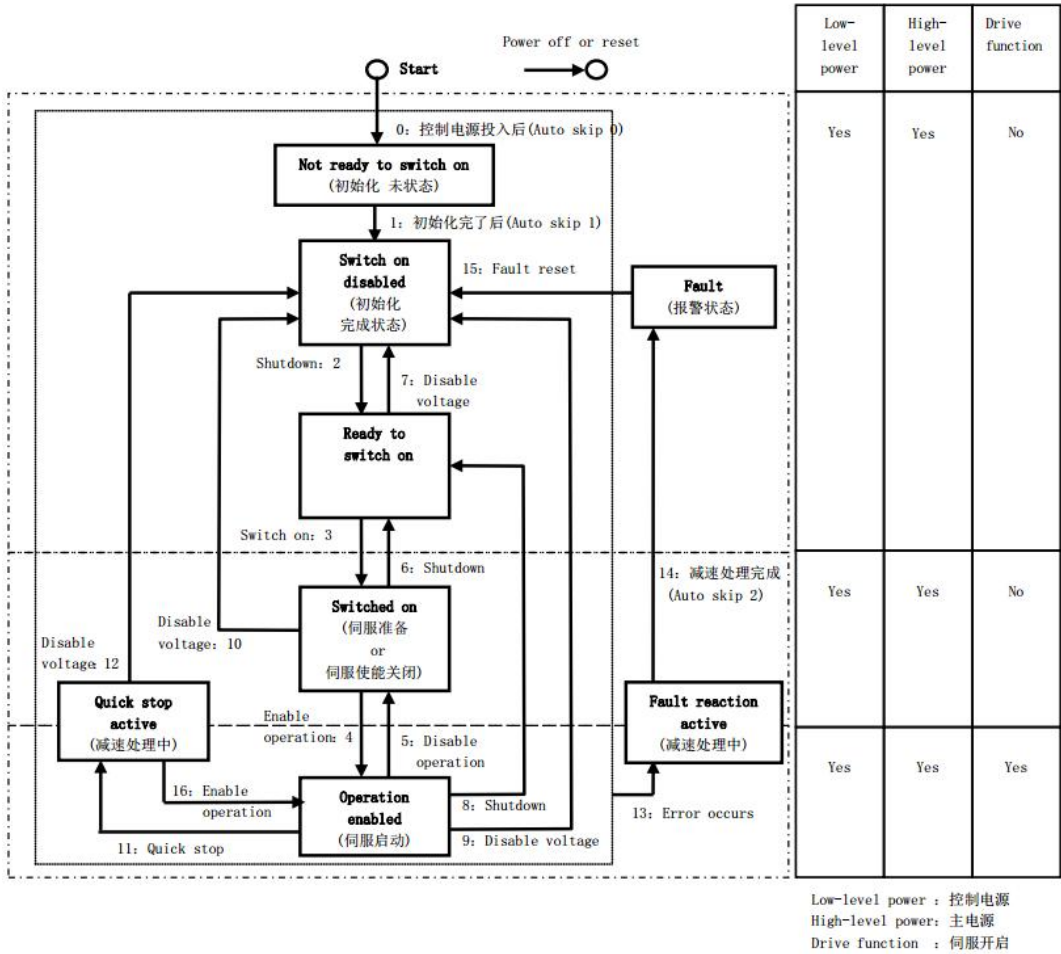 Power off or reset
Start
0: 控制电源投入后(Auto skip 0)
Not ready to switch on
(初始化 未状态)
1: 初始化完了后(Auto skip 1)
Switch on
disabled
(初始化
完成状态)
15: Fault reset
Fault
(报警状态)
Shutdown: 2
7: Disable
voltage
Ready to
switch on
Switch on: 3
6: Shutdown
14: 减速处理完成
(Auto skip 2)
Switched on
(伺服准备
or
伺服使能关闭)
Disable
voltage: 10
Disable
voltage: 12
Quick stop
active
(减速处理中)
Enable
operation: 4
5: Disable
operation
Fault reaction
active
(减速处理中)
16: Enable
operation
Operation
enabled
(伺服启动)
8: Shutdown
9: Disable voltage
13: Error occurs
11: Quick stop
Low-
level
power
High-
level
power
Drive
function
Yes Yes No
Yes Yes No
Yes Yes Yes
Low-level power : 控制电源
High-level power: 主电源
Drive function : 伺服开启